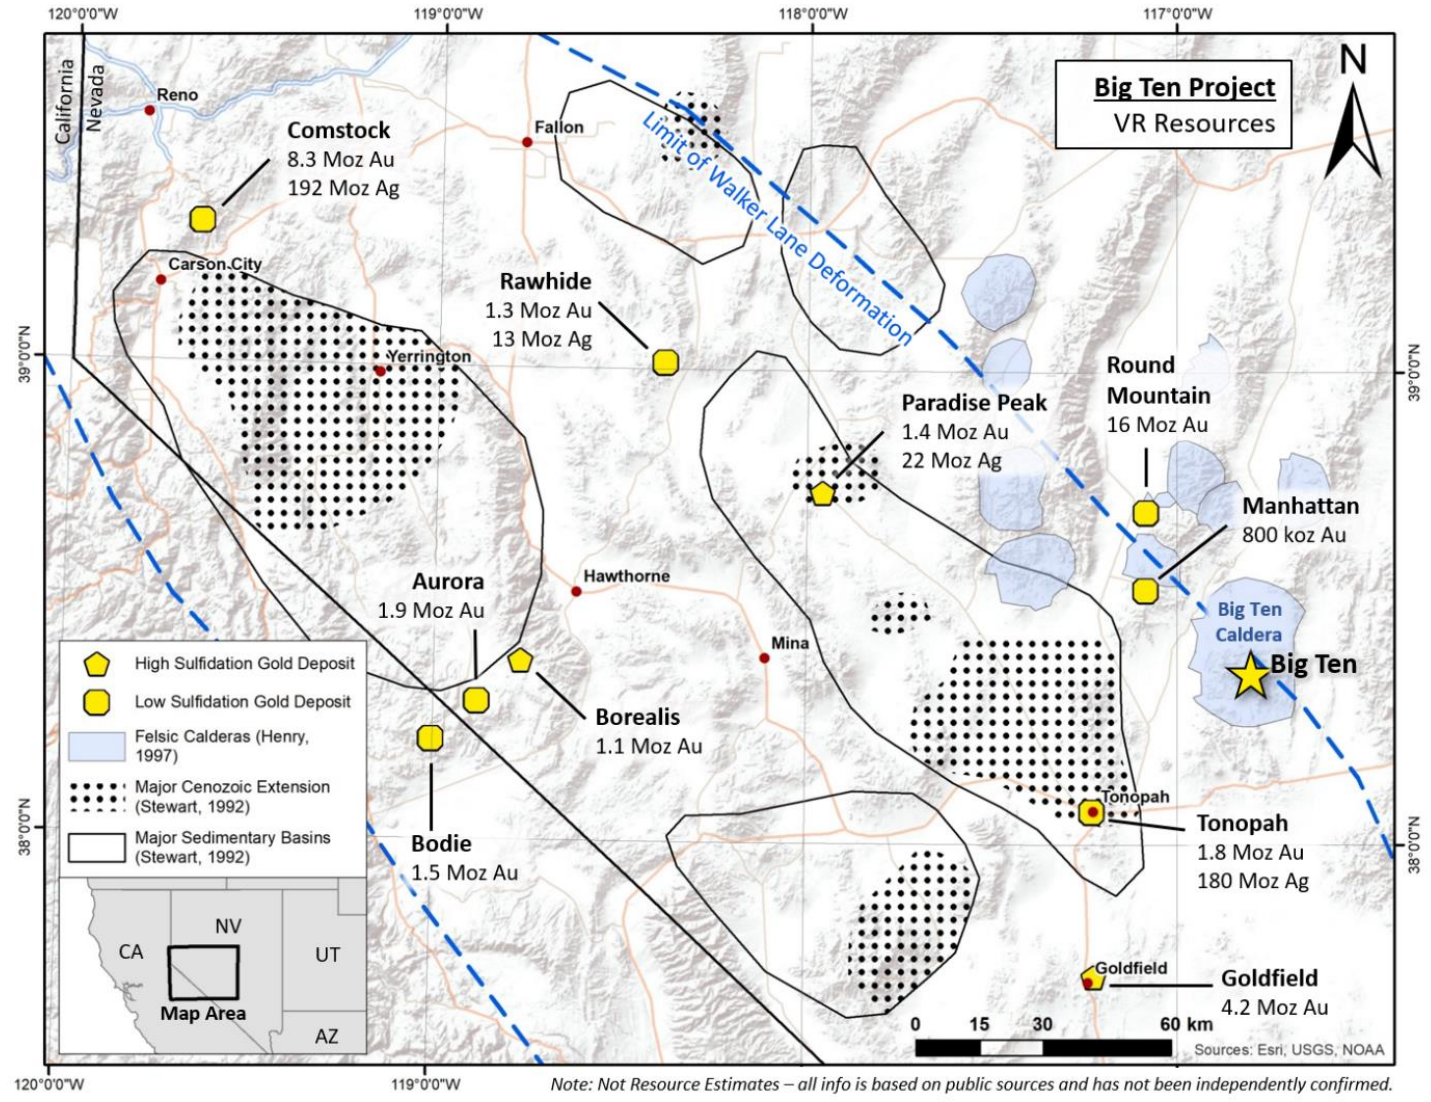 120°0'0"W
119°0'0"W
118°0'0"W
117°0'0"W
California
Nevada
Reno
Comstock
8.3 Moz Au
192 Moz Ag
Fallon
Limit of Walker Lane Deformation
Big Ten Project
VR Resources
N
Carson City
Rawhide
1.3 Moz Au
13 Moz Ag
39°0'0"N
39°0'0"N
Yerrington
Paradise Peak
1.4 Moz Au
22 Moz Ag
Round
Mountain
16 Moz Au
Manhattan
800 koz Au
Aurora
1.9 Moz Au
Hawthorne
Mina
Big Ten
Caldera
Big Ten
Borealis
1.1 Moz Au
Bodie
1.5 Moz Au
Tonopah
Tonopah
1.8 Moz Au
180 Moz Ag
Goldfield
Goldfield
4.2 Moz Au
38°0'0"N
38°0'0"N
High Sulfidation Gold Deposit
Low Sulfidation Gold Deposit
Felsic Calderas (Henry,
1997)
Major Cenozoic Extension
(Stewart, 1992)
Major Sedimentary Basins
(Stewart, 1992)
NV
CA
UT
Map Area
AZ
0 15 30 60 km
Sources: Esri, USGS, NOAA
120°0'0"W
119°0'0"W
118°0'0"W
117°0'0"W
Note: Not Resource Estimates – all info is based on public sources and has not been independently confirmed.